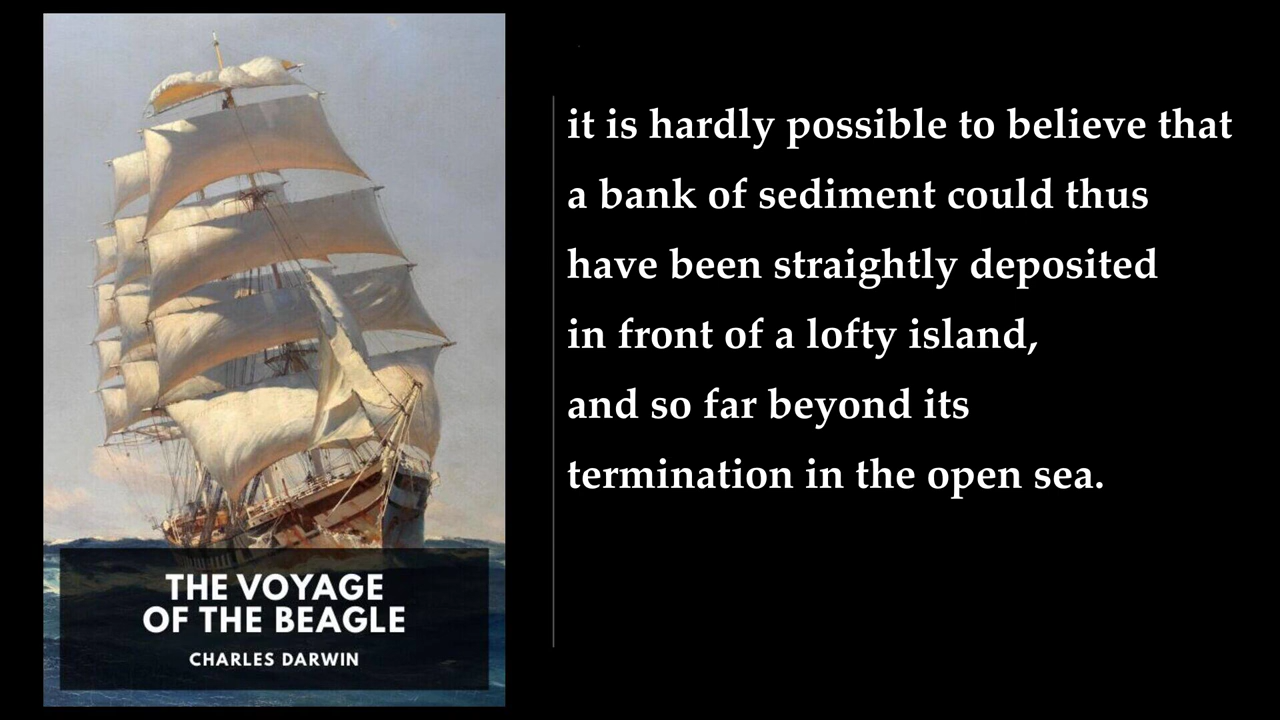 it is hardly possible to believe that
a bank of sediment could thus
have been straightly deposited
in front of a lofty island,
and so far beyond its
termination in the open sea.
THE VOYAGE
OF THE BEAGLE
CHARLES DARWIN